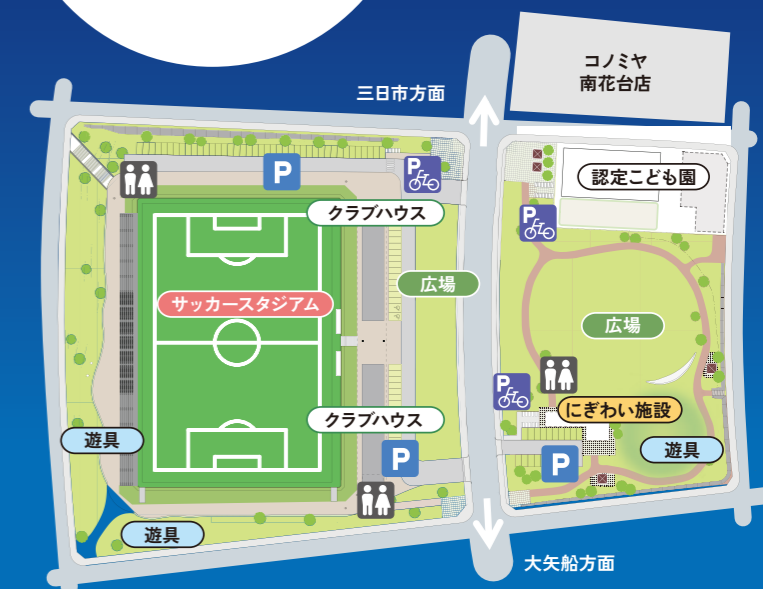 コノミヤ
南花台店
三日市方面
P
P
認定こども園
クラブハウス
P
広場
サッカースタジアム
広場
P
にぎわい施設
クラブハウス
遊具
遊具
P
P
遊具
大矢船方面